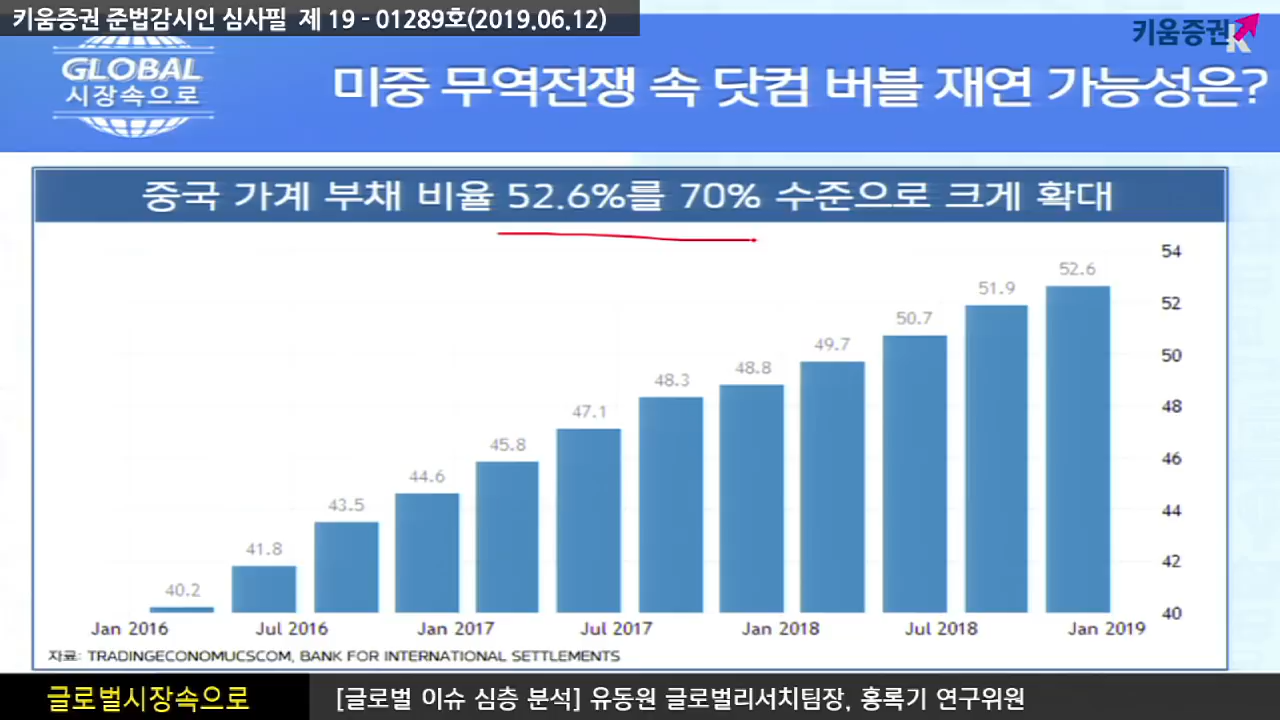 키움증권 준법감시인 심사필 제 19 - 01289호(2019.06.12)
키움증권
GLOBAL
시장속으로
미중 무역전쟁 속 닷컴 버블 재연 가능성은?
중국 가계 부채 비율 52.6%를 70% 수준으로 크게 확대
54
52.6
52
51.9
50.7
50
49.7
48.8
48.3
48
47.1
46
45.8
44.6
44
43.5
42
41.8
40.2
40
Jan 2016 Jul 2016 Jan 2017 Jul 2017 Jan 2018 Jul 2018 Jan 2019
자료: TRADINGECONOMUCSCOM, BANK FOR INTERNATIONAL SETTLEMENTS
글로벌시장속으로
[글로벌 이슈 심층 분석] 유동원 글로벌리서치팀장, 홍록기 연구위원